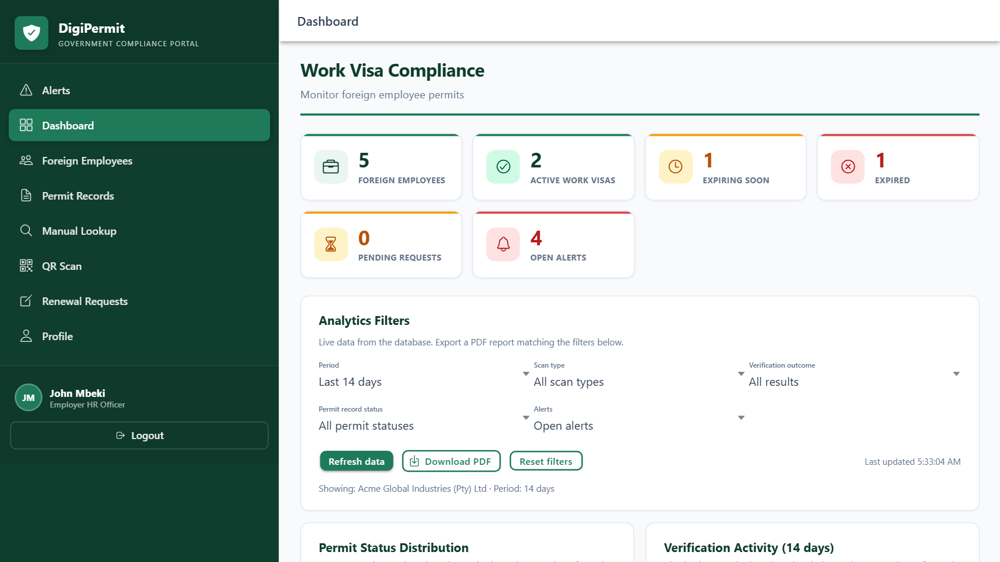 DigiPermit
GOVERNMENT COMPLIANCE PORTAL
Alerts
Dashboard
Foreign Employees
Permit Records
Manual Lookup
QR Scan
Renewal Requests
Profile
JM
John Mbeki
Employer HR Officer
Logout
Dashboard
Work Visa Compliance
Monitor foreign employee permits
5
FOREIGN EMPLOYEES
2
ACTIVE WORK VISAS
1
EXPIRING SOON
1
EXPIRED
0
PENDING REQUESTS
4
OPEN ALERTS
Analytics Filters
Live data from the database. Export a PDF report matching the filters below.
Period
Last 14 days
Scan type
All scan types
Verification outcome
All results
Permit record status
All permit statuses
Alerts
Open alerts
Refresh data
Download PDF
Reset filters
Last updated 5:33:04 AM
Showing: Acme Global Industries (Pty) Ltd · Period: 14 days
Permit Status Distribution
Verification Activity (14 days)